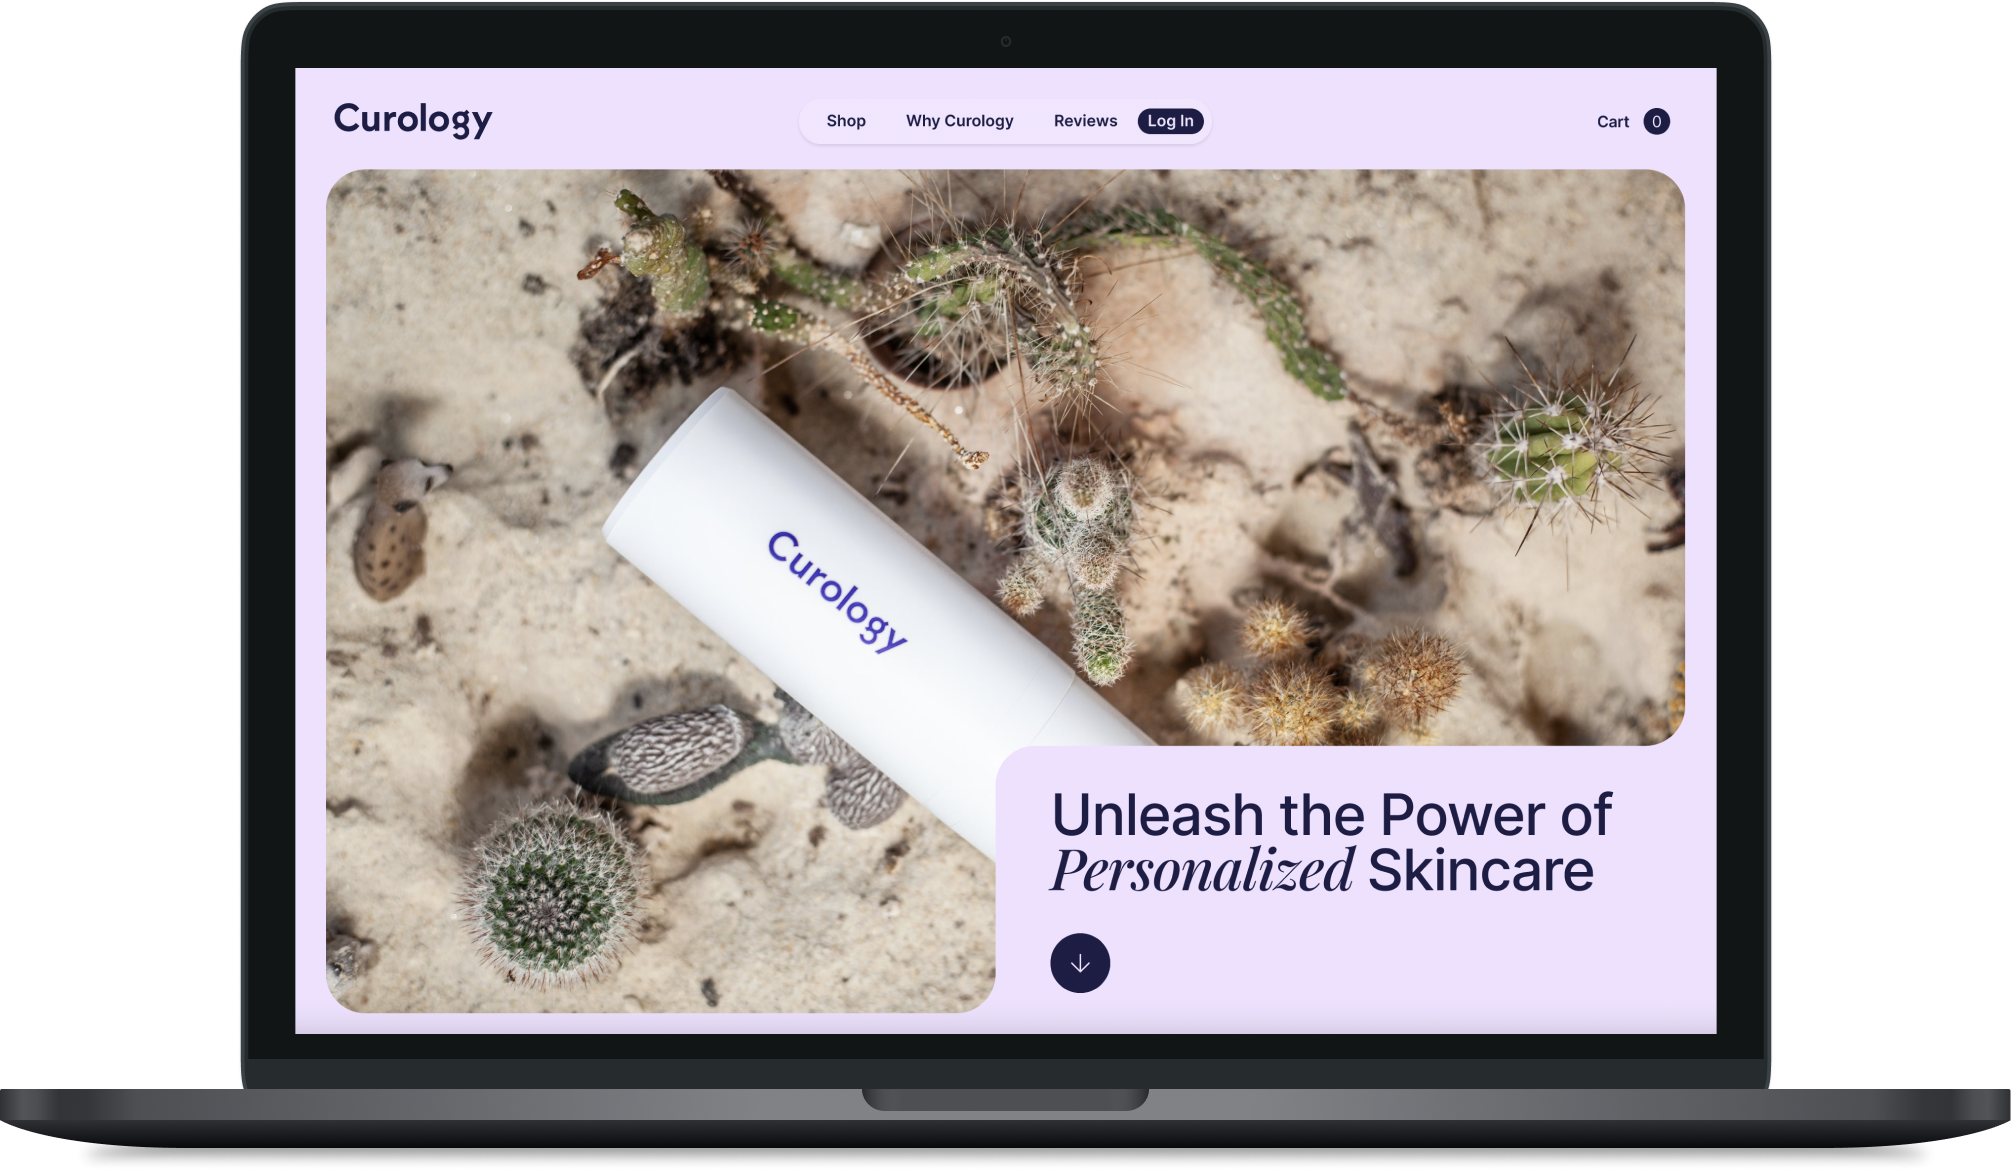 Curology
Shop Why Curology Reviews Log In
Cart 0
Curology
Unleash the Power of
Personalized Skincare